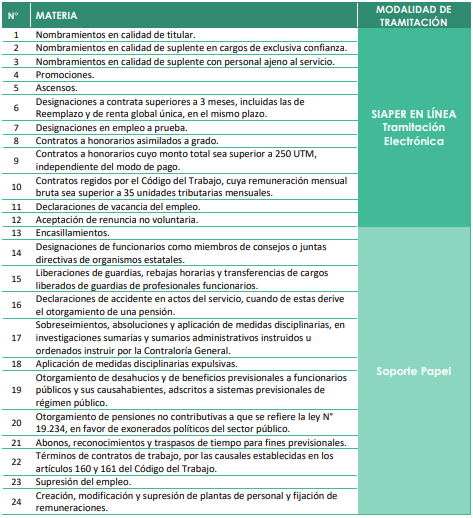 N° MATERIA MODALIDAD DE
TRAMITACIÓN
1 Nombramientos en calidad de titular.
2 Nombramientos en calidad de suplente en cargos de exclusiva confianza.
3 Nombramientos en calidad de suplente con personal ajeno al servicio.
4 Promociones.
5 Ascensos.
6 Designaciones a contrata superiores a 3 meses, incluidas las de
Reemplazo y de renta global única, en el mismo plazo.
7 Designaciones en empleo a prueba.
8 Contratos a honorarios asimilados a grado.
9 Contratos a honorarios cuyo monto total sea superior a 250 UTM,
independiente del modo de pago.
10 Contratos regidos por el Código del Trabajo, cuya remuneración mensual
bruta sea superior a 35 unidades tributarias mensuales.
11 Declaraciones de vacancia del empleo.
12 Aceptación de renuncia no voluntaria.
SIAPER EN LÍNEA
Tramitación
Electrónica
13 Encasillamientos.
14 Designaciones de funcionarios como miembros de consejos o juntas
directivas de organismos estatales.
15 Liberaciones de guardias, rebajas horarias y transferencias de cargos
liberados de guardias de profesionales funcionarios.
16 Declaraciones de accidente en actos del servicio, cuando de estas derive
el otorgamiento de una pensión.
17 Sobreseimientos, absoluciones y aplicación de medidas disciplinarias, en
investigaciones sumarias y sumarios administrativos instruidos u
ordenados instruir por la Contraloría General.
18 Aplicación de medidas disciplinarias expulsivas.
19 Otorgamiento de desahucios y de beneficios previsionales a funcionarios
públicos y sus causahabientes, adscritos a sistemas previsionales de
régimen público.
20 Otorgamiento de pensiones no contributivas a que se refiere la ley N°
19.234, en favor de exonerados políticos del sector público.
21 Abonos, reconocimientos y traspasos de tiempo para fines previsionales.
22 Términos de contratos de trabajo, por las causales establecidas en los
artículos 160 y 161 del Código del Trabajo.
23 Supresión del empleo.
24 Creación, modificación y supresión de plantas de personal y fijación de
remuneraciones.
Soporte Papel